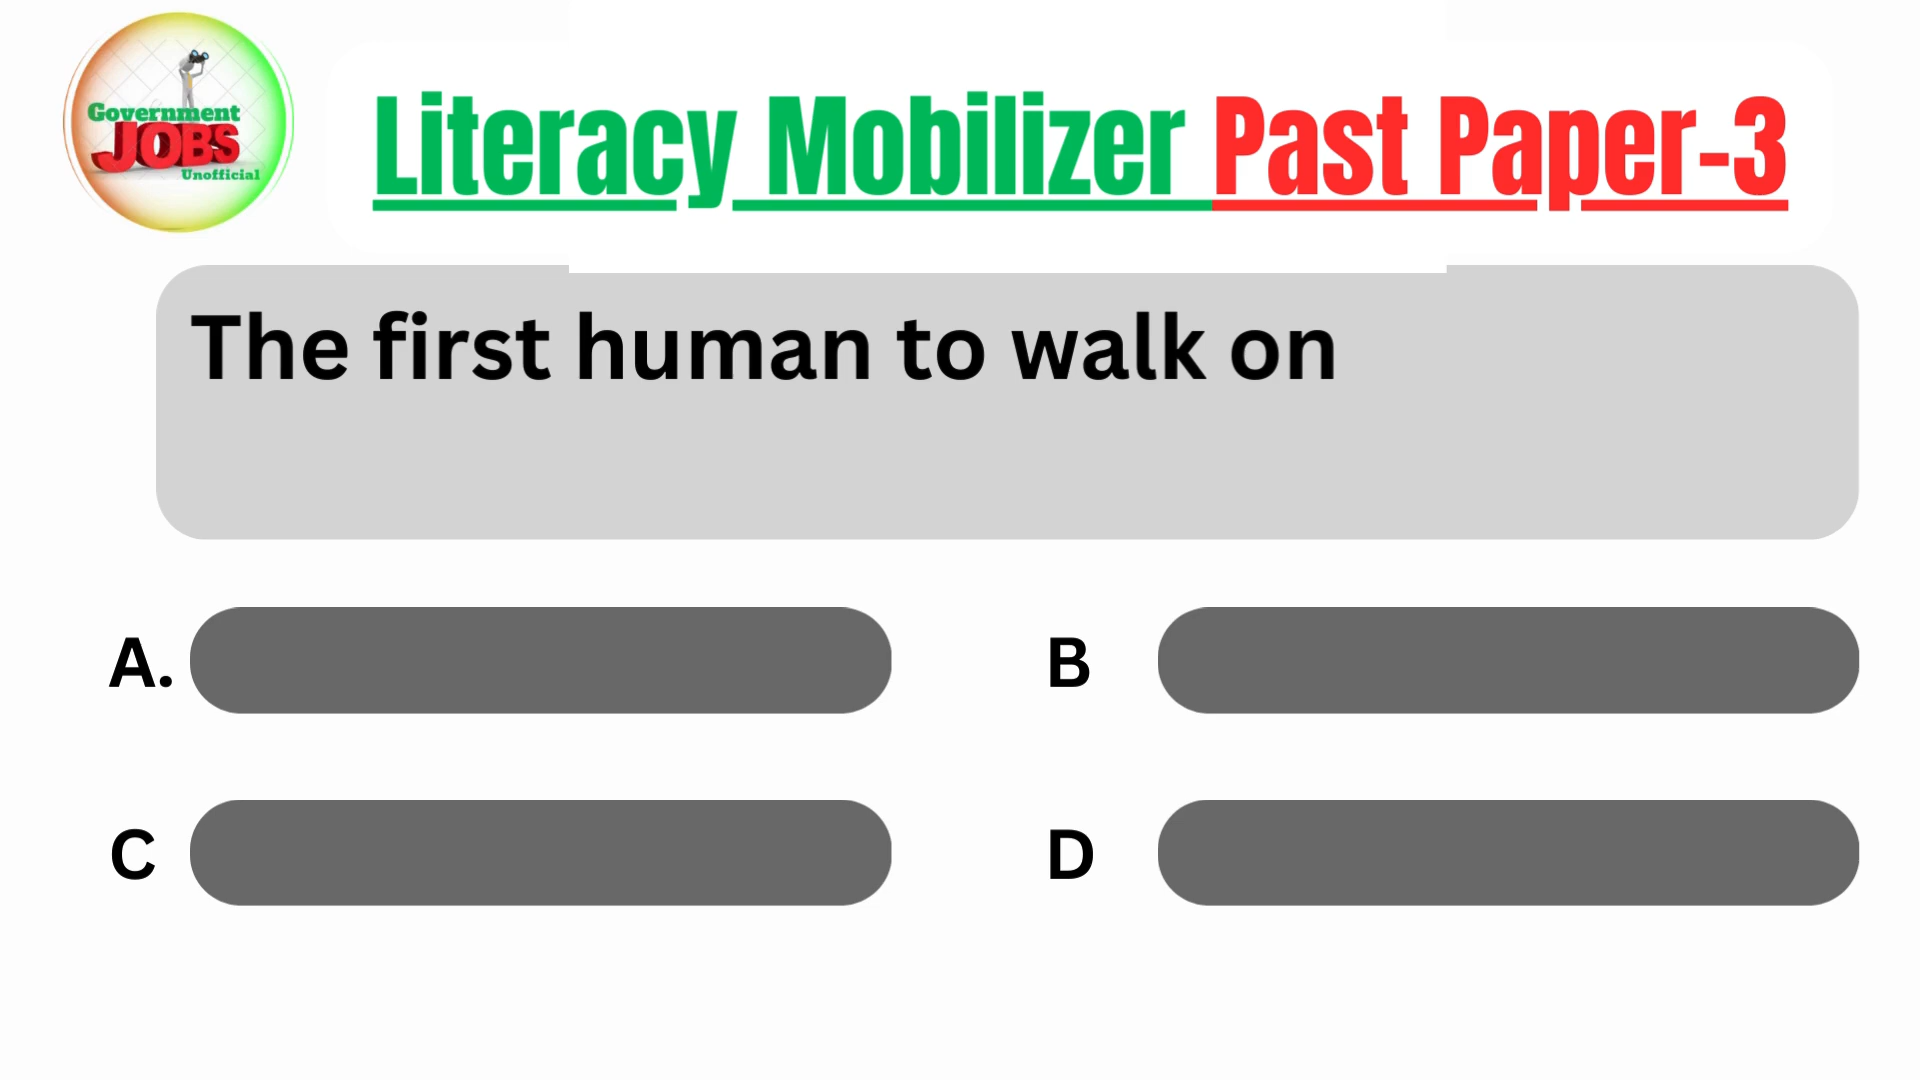 Government
JOBS
Unofficial
Literacy Mobilizer Past Paper-3
The first human to walk on
A.
B
C
D